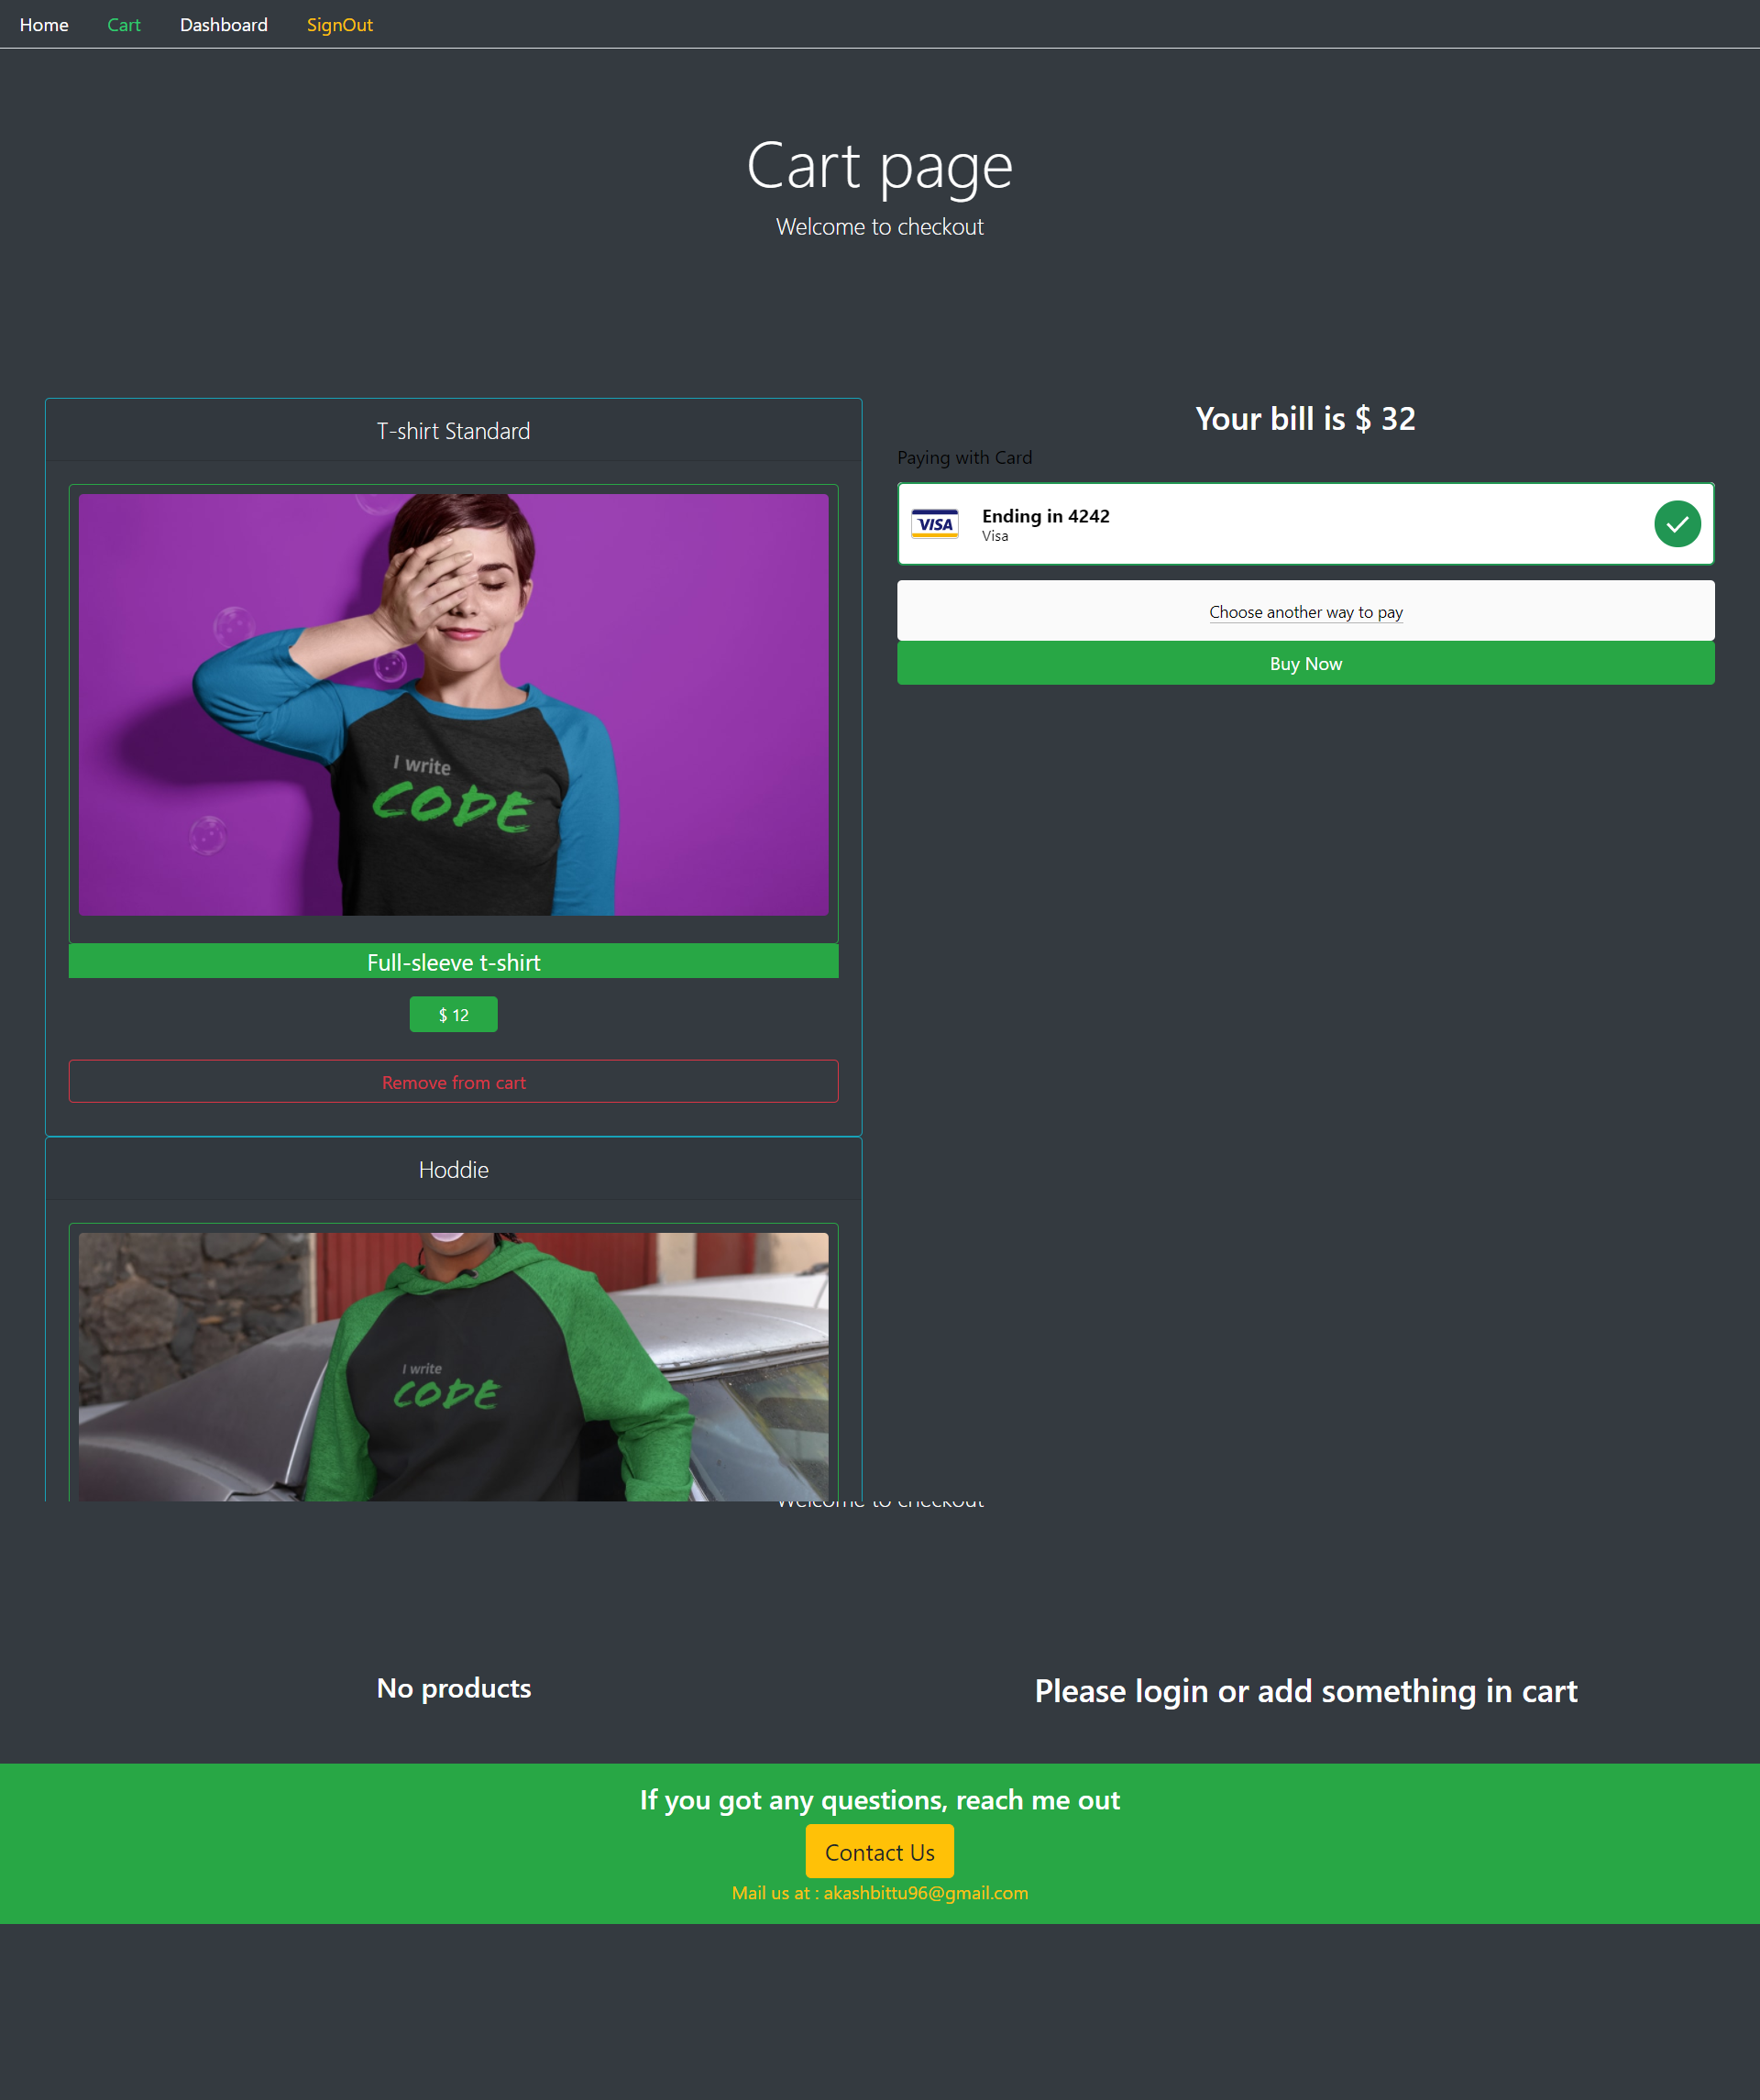 Home Cart Dashboard SignOut
Cart page
Welcome to checkout
T-shirt Standard
I write
CODE
Full-sleeve t-shirt
$ 12
Remove from cart
Hoddie
I write
CODE
Your bill is $ 32
Paying with Card
VISA
Ending in 4242
Visa
Choose another way to pay
Buy Now
Welcome to checkout
No products
Please login or add something in cart
If you got any questions, reach me out
Contact Us
Mail us at : akashbittu96@gmail.com